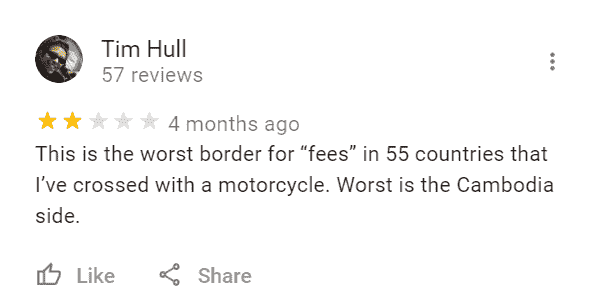 Tim Hull
57 reviews
4 months ago
This is the worst border for “fees” in 55 countries that
I’ve crossed with a motorcycle. Worst is the Cambodia
side.
Like Share